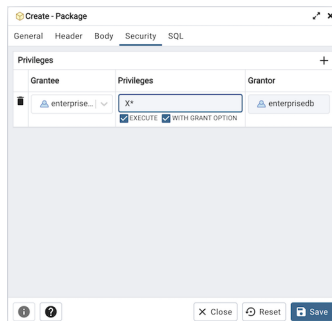 Create - Package
General Header Body Security SQL
Privileges
Grantee Privileges Grantor
enterprise... X* enterprisedb
EXECUTE WITH GRANT OPTION
Close Reset Save